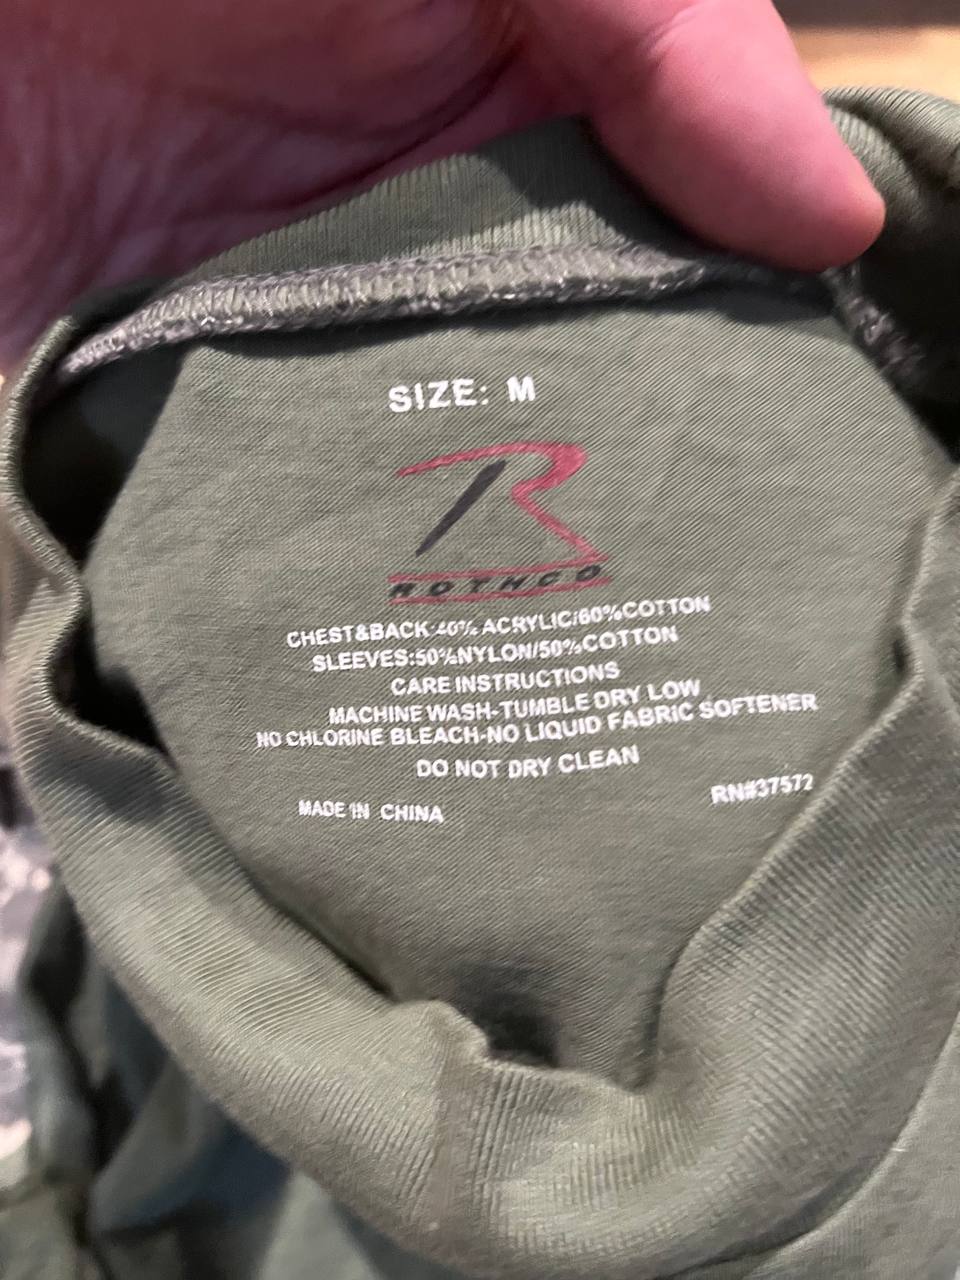 SIZE: M
ROTHCO
CHEST&BACK:40% ACRYLIC/60%COTTON
SLEEVES:50%NYLON/50%COTTON
CARE INSTRUCTIONS
MACHINE WASH-TUMBLE DRY LOW
NO CHLORINE BLEACH-NO LIQUID FABRIC SOFTENER
DO NOT DRY CLEAN
MADE IN CHINA
RN#37572